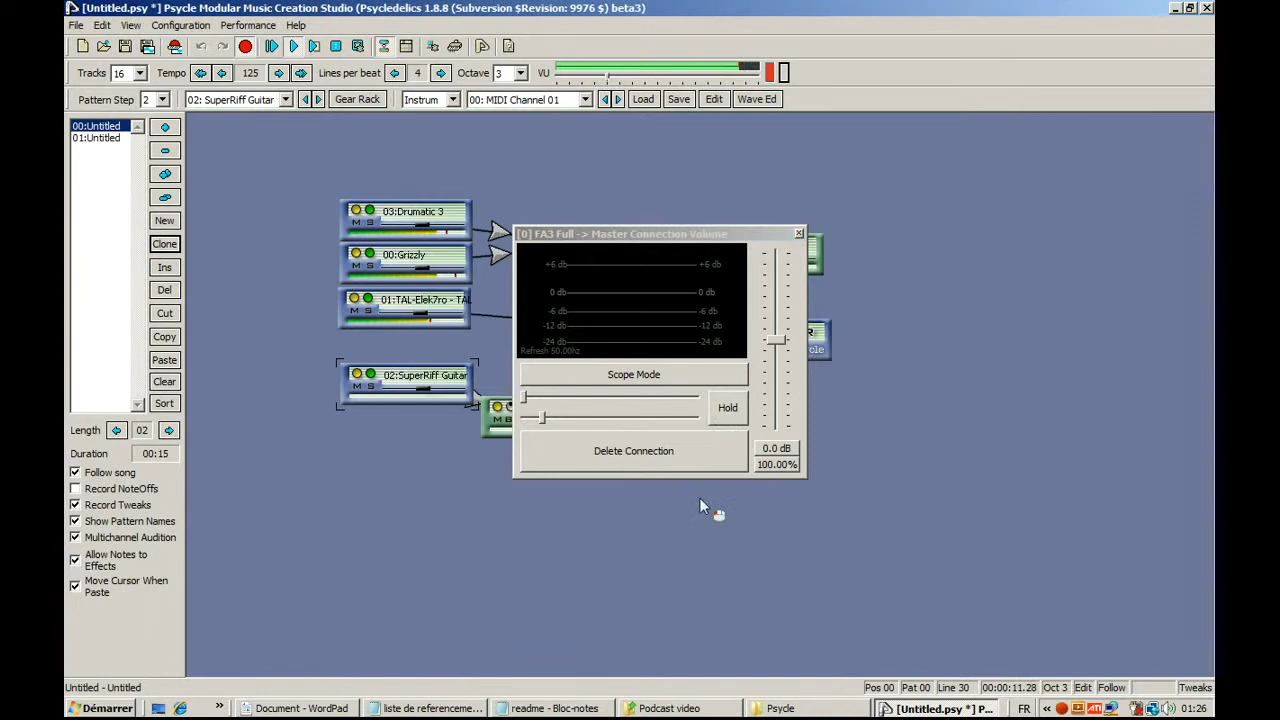 [Untitled.psy *] Psycle Modular Music Creation Studio (Psycledelics 1.8.8 (Subversion $Revision: 9976 $) beta3)
File Edit View Configuration Performance Help
Tracks 16 Tempo 125 Lines per beat 4 Octave 3 VU
Pattern Step 2 02: SuperRiff Guitar Gear Rack Instrum 00: MIDI Channel 01 Load Save Edit Wave Ed
00:Untitled
01:Untitled
New
Clone
Ins
Del
Cut
Copy
Paste
Clear
Sort
Length 02
Duration 00:15
Follow song
Record NoteOffs
Record Tweaks
Show Pattern Names
Multichannel Audition
Allow Notes to
Effects
Move Cursor When
Paste
03:Drumatic 3
M S
00:Grizzly
M S
01:TAL-Elek7ro - TAL
M S
02:SuperRiff Guitar
M S
M B
[0] FA3 Full -> Master Connection Volume
+6 db +6 db
0 db 0 db
-6 db -6 db
-12 db -12 db
-24 db -24 db
Refresh 50.00hz
Scope Mode
Hold
Delete Connection
0.0 dB
100.00%
R
cle
Untitled - Untitled Pos 00 Pat 00 Line 30 00:00:11.28 Oct 3 Edit Follow Tweaks
Démarrer » Document - WordPad liste de referenceme... readme - Bloc-notes Podcast video Psycle [Untitled.psy *] P... FR « ATI 01:26